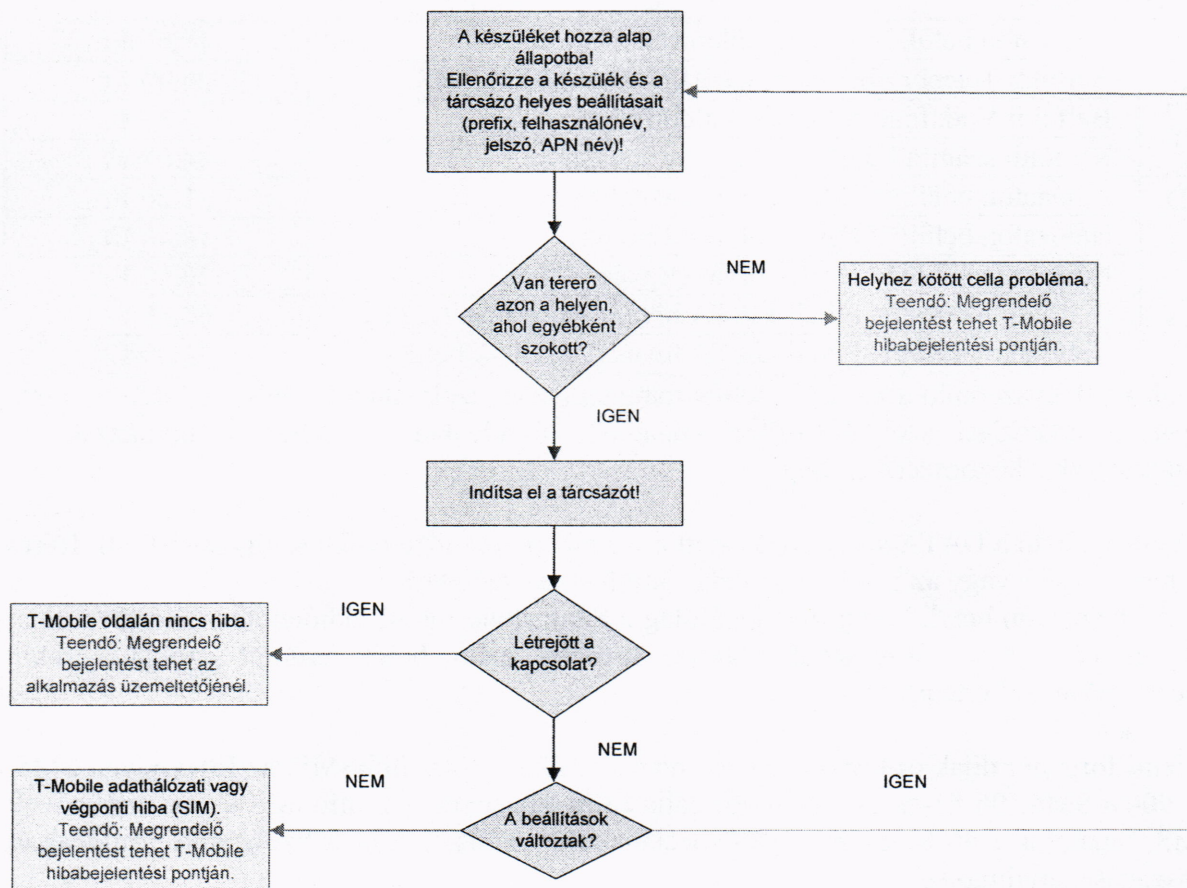 A készüléket hozza alap
állapotba!
Ellenőrizze a készülék és a
tárcsázó helyes beállításait
(prefix, felhasználónév,
jelszó, APN név)!
Van térerő
azon a helyen,
ahol egyébként
szokott?
NEM
Helyhez kötött cella probléma.
Teendő: Megrendelő
bejelentést tehet T-Mobile
hibabejelentési pontján.
IGEN
Indítsa el a tárcsázót!
IGEN
T-Mobile oldalán nincs hiba.
Teendő: Megrendelő
bejelentést tehet az
alkalmazás üzemeltetőjénél.
Létrejött a
kapcsolat?
NEM
NEM
IGEN
T-Mobile adathálózati vagy
végponti hiba (SIM).
Teendő: Megrendelő
bejelentést tehet T-Mobile
hibabejelentési pontján.
A beállítások
változtak?